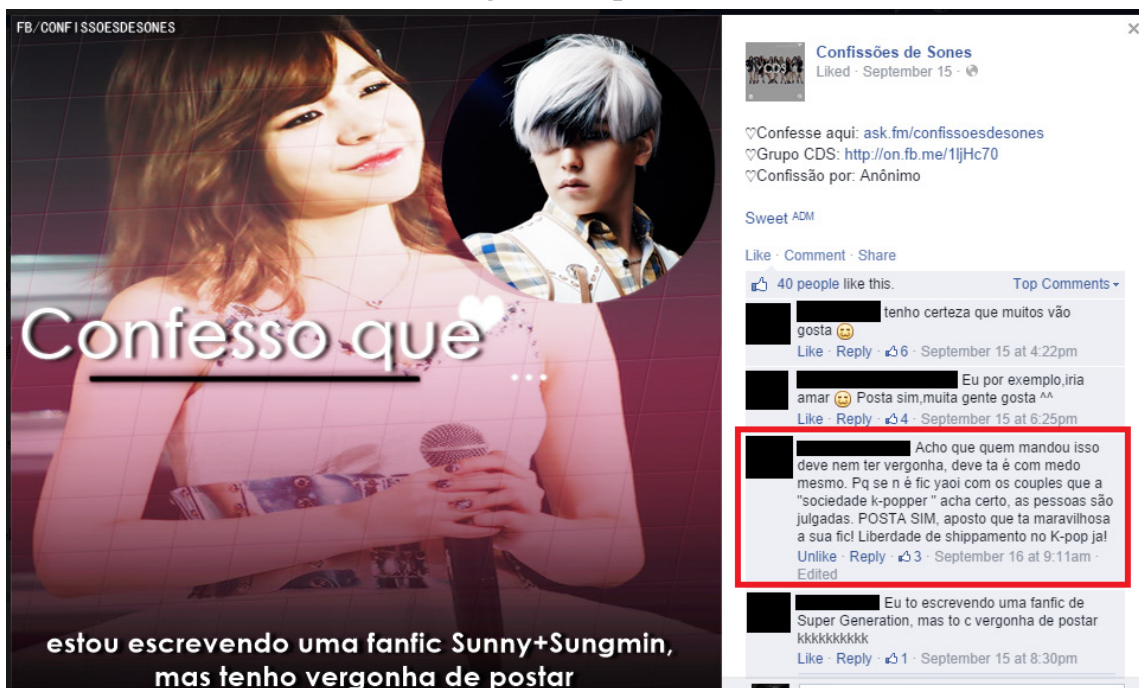 FB/CONFISSOESDESONES
Confesso que
...
estou escrevendo uma fanfic Sunny+Sungmin,
mas tenho vergonha de postar
×
CDS
Confissões de Sones
Liked · September 15 ·
♡Confesse aqui: ask.fm/confissoesdesones
♡Grupo CDS: http://on.fb.me/1ljHc70
♡Confissão por: Anônimo
Sweet ADM
Like · Comment · Share
40 people like this.
Top Comments
tenho certeza que muitos vão
gosta
Like · Reply · 6 · September 15 at 4:22pm
Eu por exemplo,iria
amar Posta sim,muita gente gosta ^^
Like · Reply · 4 · September 15 at 6:25pm
Acho que quem mandou isso
deve nem ter vergonha, deve ta é com medo
mesmo. Pq se n é fic yaoi com os couples que a
"sociedade k-popper " acha certo, as pessoas são
julgadas. POSTA SIM, aposto que ta maravilhosa
a sua fic! Liberdade de shippamento no K-pop ja!
Unlike · Reply · 3 · September 16 at 9:11am ·
Edited
Eu to escrevendo uma fanfic de
Super Generation, mas to c vergonha de postar
kkkkkkkkkk
Like · Reply · 1 · September 15 at 8:30pm